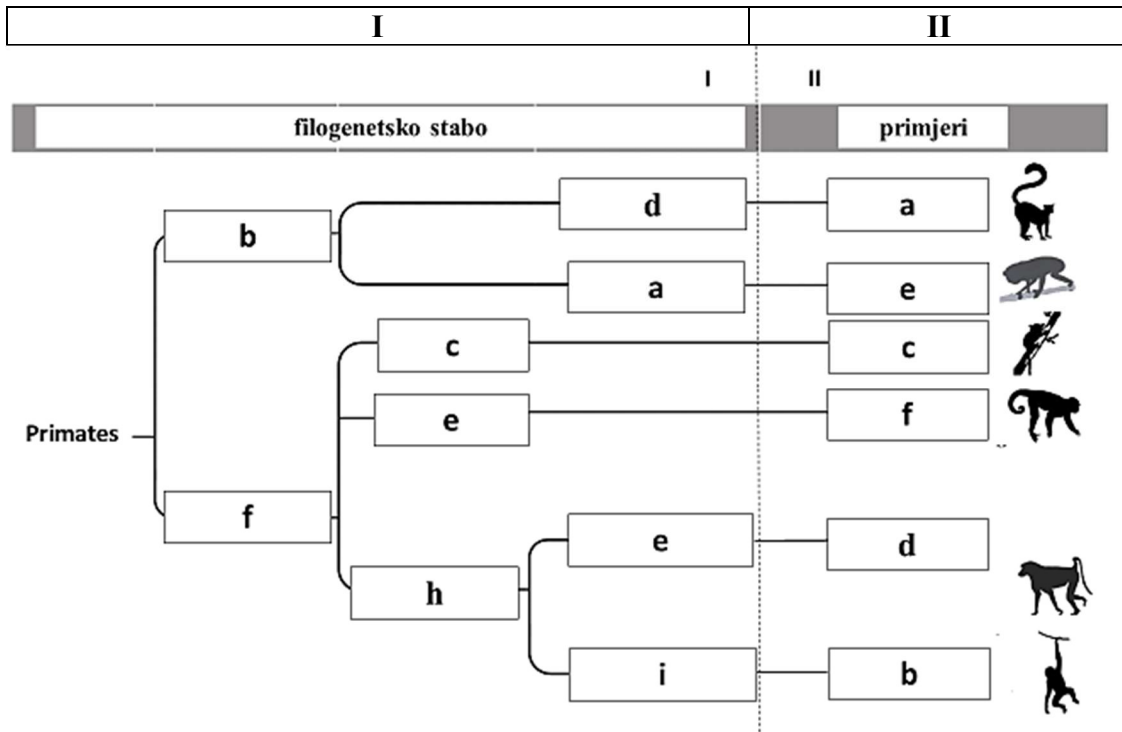 I II
I II
filogenetsko stabo primjeri
d a
b
a e
c c
e f
Primates
f
e d
h
i b